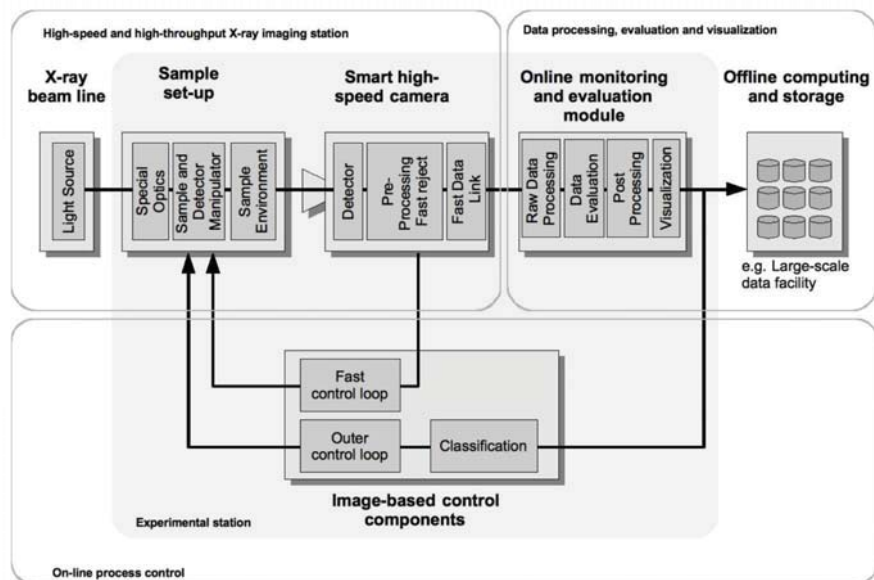 High-speed and high-throughput X-ray imaging station
Data processing, evaluation and visualization
X-ray
beam line
Sample
set-up
Smart high-
speed camera
Online monitoring
and evaluation
module
Offline computing
and storage
Light Source
Special
Optics
Sample and
Detector
Manipulator
Sample
Environment
Detector
Pre-
Processing
Fast reject
Fast Data
Link
Raw Data
Processing
Data
Evaluation
Post
Processing
Visualization
e.g. Large-scale
data facility
Fast
control loop
Outer
control loop
Classification
Image-based control
components
Experimental station
On-line process control